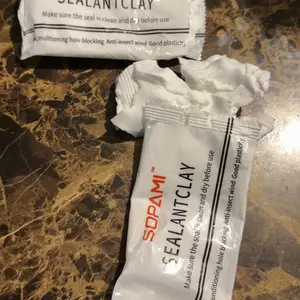 SEALANTCLAY
Make sure the seal is clean and dry before use
conditioning hole blocking Anti-insect wind Good plasticity
SOPAMI™
SEALANTCLAY
Make sure the seal is clean and dry before use
conditioning hole blocking Anti-insect wind Good plasticity